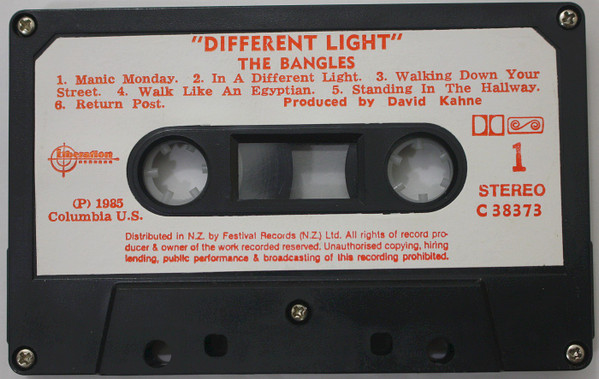 "DIFFERENT LIGHT"
THE BANGLES
1. Manic Monday. 2. In A Different Light. 3. Walking Down Your
Street. 4. Walk Like An Egyptian. 5. Standing In The Hallway.
6. Return Post. Produced by David Kahne
Liberation
RECORDS
1
(P) 1985
Columbia U.S.
STEREO
C 38373
Distributed in N.Z. by Festival Records (N.Z.) Ltd. All rights of record pro-
ducer & owner of the work recorded reserved. Unauthorised copying, hiring
lending, public performance & broadcasting of this recording prohibited.